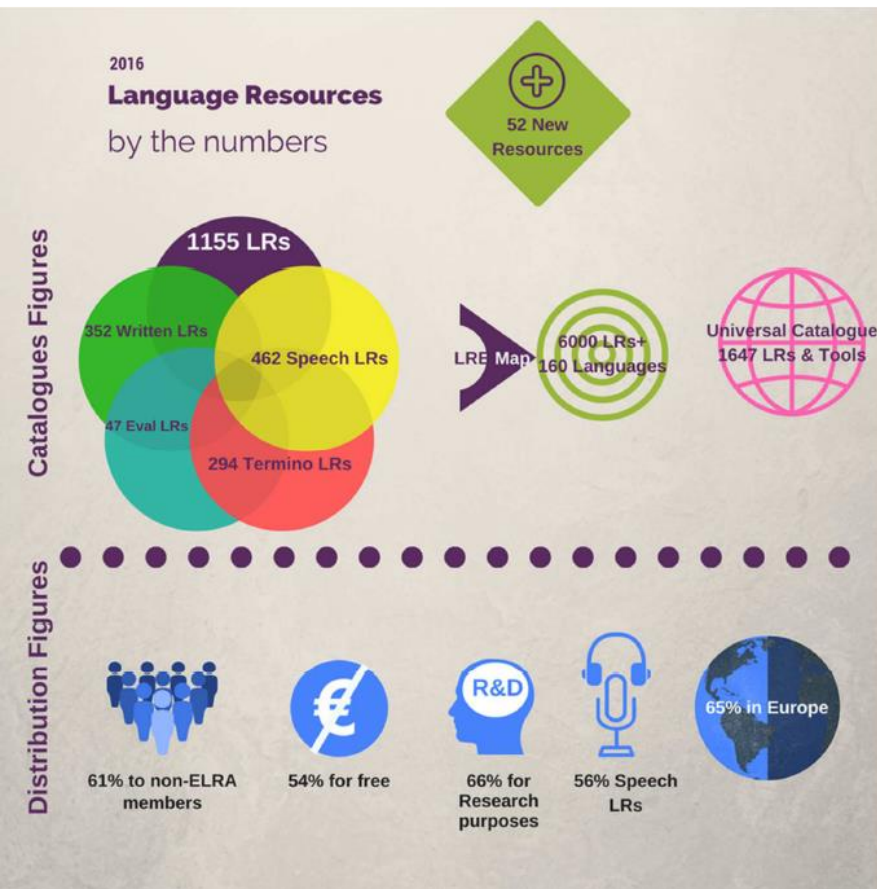 2016
Language Resources
by the numbers
52 New
Resources
Catalogues Figures
1155 LRs
352 Written LRs
462 Speech LRs
47 Eval LRs
294 Termino LRs
LRE Map
6000 LRs+
160 Languages
Universal Catalogue
1647 LRs & Tools
Distribution Figures
61% to non-ELRA
members
€
54% for free
R&D
66% for
Research
purposes
56% Speech
LRs
65% in Europe